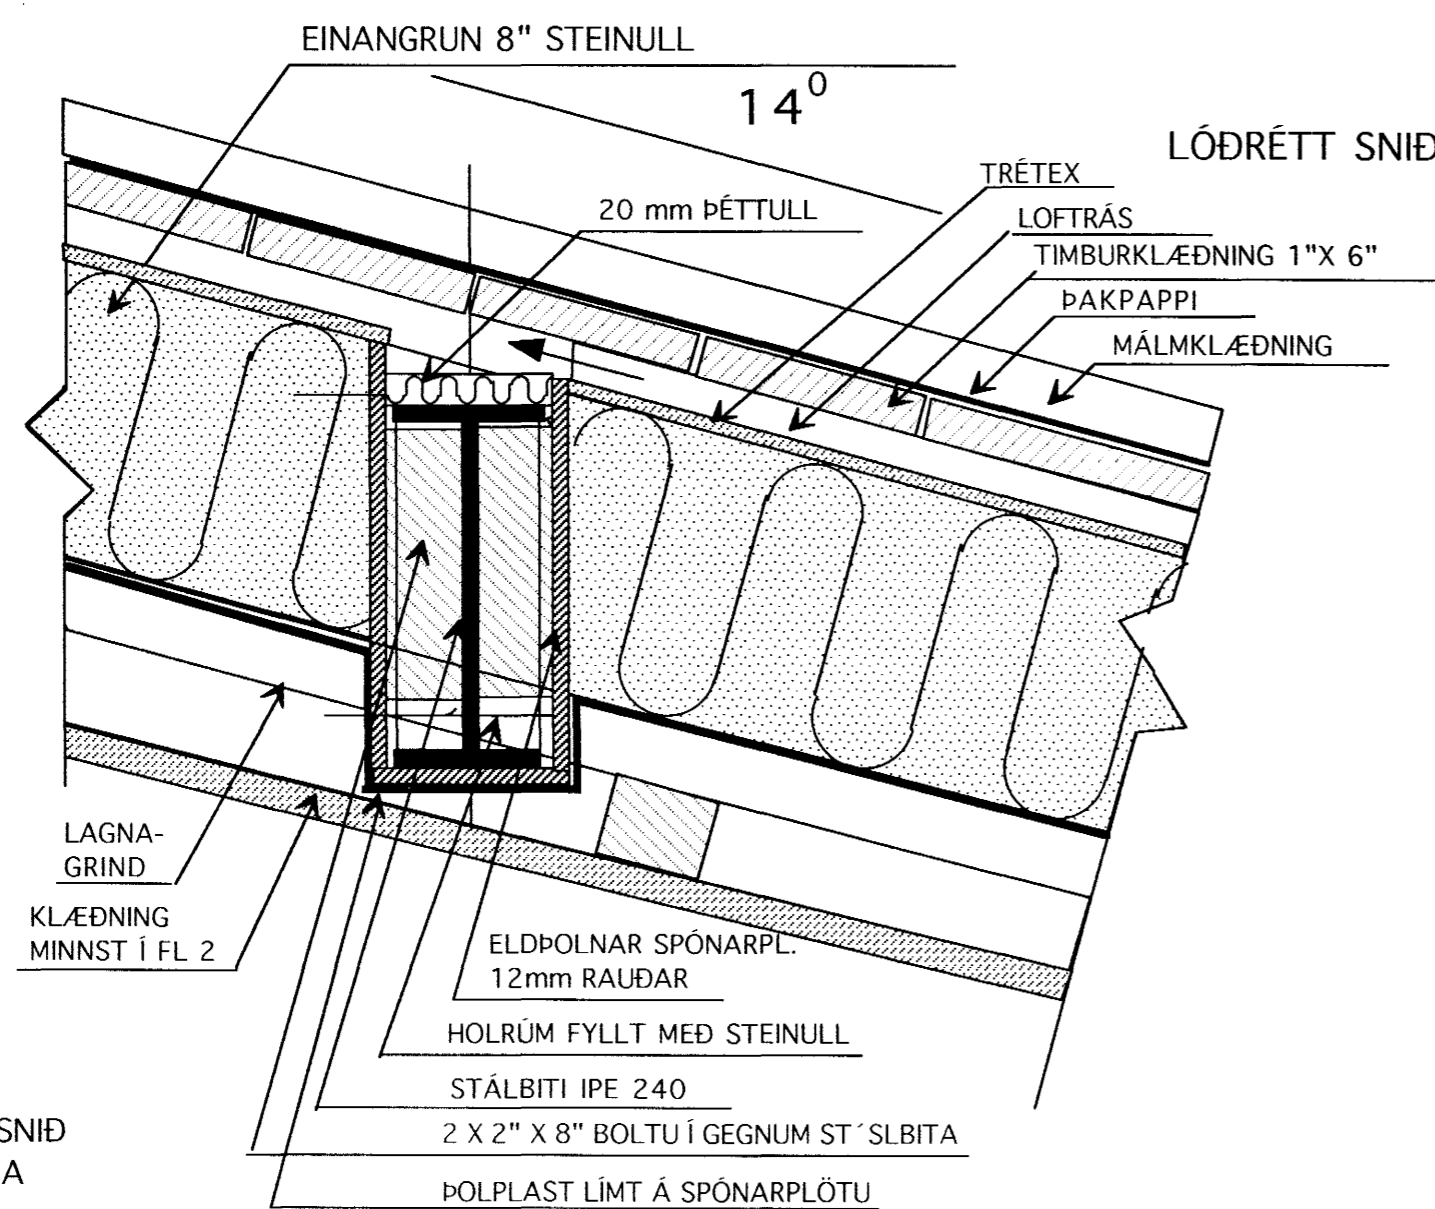 EINANGRUN 8" STEINULL
14⁰
LÓÐRÉTT SNIÐ
TRÉTEX
20 mm ÞÉTTULL
LOFTRÁS
TIMBURKLÆÐNING 1"X 6"
ÞAKPAPPI
MÁLMKLÆÐNING
LAGNA-
GRIND
KLÆÐNING
MINNST Í FL 2
ELDÞOLNAR SPÓNARPL.
12mm RAUÐAR
HOLRÚM FYLLT MEÐ STEINULL
STÁLBITI IPE 240
2 X 2" X 8" BOLTU Í GEGNUM ST´SLBITA
ÞOLPLAST LÍMT Á SPÓNARPLÖTU
SNIÐ
A